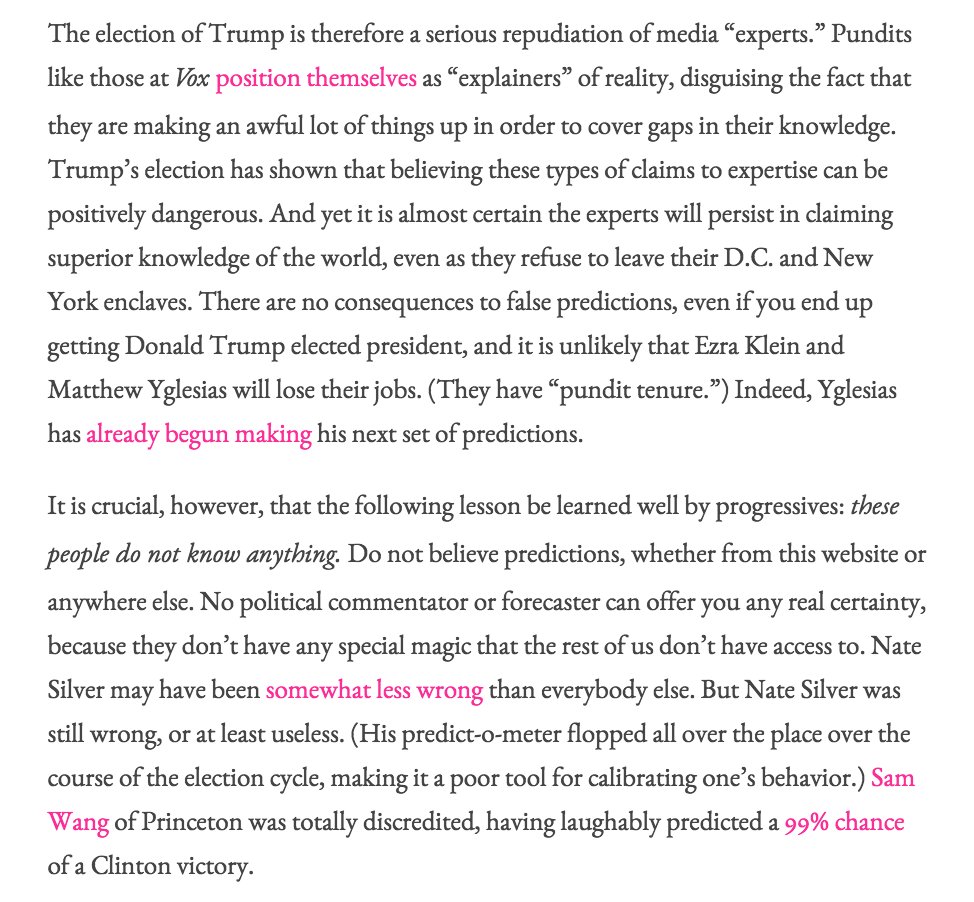 The election of Trump is therefore a serious repudiation of media “experts.” Pundits
like those at Vox position themselves as “explainers” of reality, disguising the fact that
they are making an awful lot of things up in order to cover gaps in their knowledge.
Trump’s election has shown that believing these types of claims to expertise can be
positively dangerous. And yet it is almost certain the experts will persist in claiming
superior knowledge of the world, even as they refuse to leave their D.C. and New
York enclaves. There are no consequences to false predictions, even if you end up
getting Donald Trump elected president, and it is unlikely that Ezra Klein and
Matthew Yglesias will lose their jobs. (They have “pundit tenure.”) Indeed, Yglesias
has already begun making his next set of predictions.
It is crucial, however, that the following lesson be learned well by progressives: these
people do not know anything. Do not believe predictions, whether from this website or
anywhere else. No political commentator or forecaster can offer you any real certainty,
because they don’t have any special magic that the rest of us don’t have access to. Nate
Silver may have been somewhat less wrong than everybody else. But Nate Silver was
still wrong, or at least useless. (His predict-o-meter flopped all over the place over the
course of the election cycle, making it a poor tool for calibrating one’s behavior.) Sam
Wang of Princeton was totally discredited, having laughably predicted a 99% chance
of a Clinton victory.